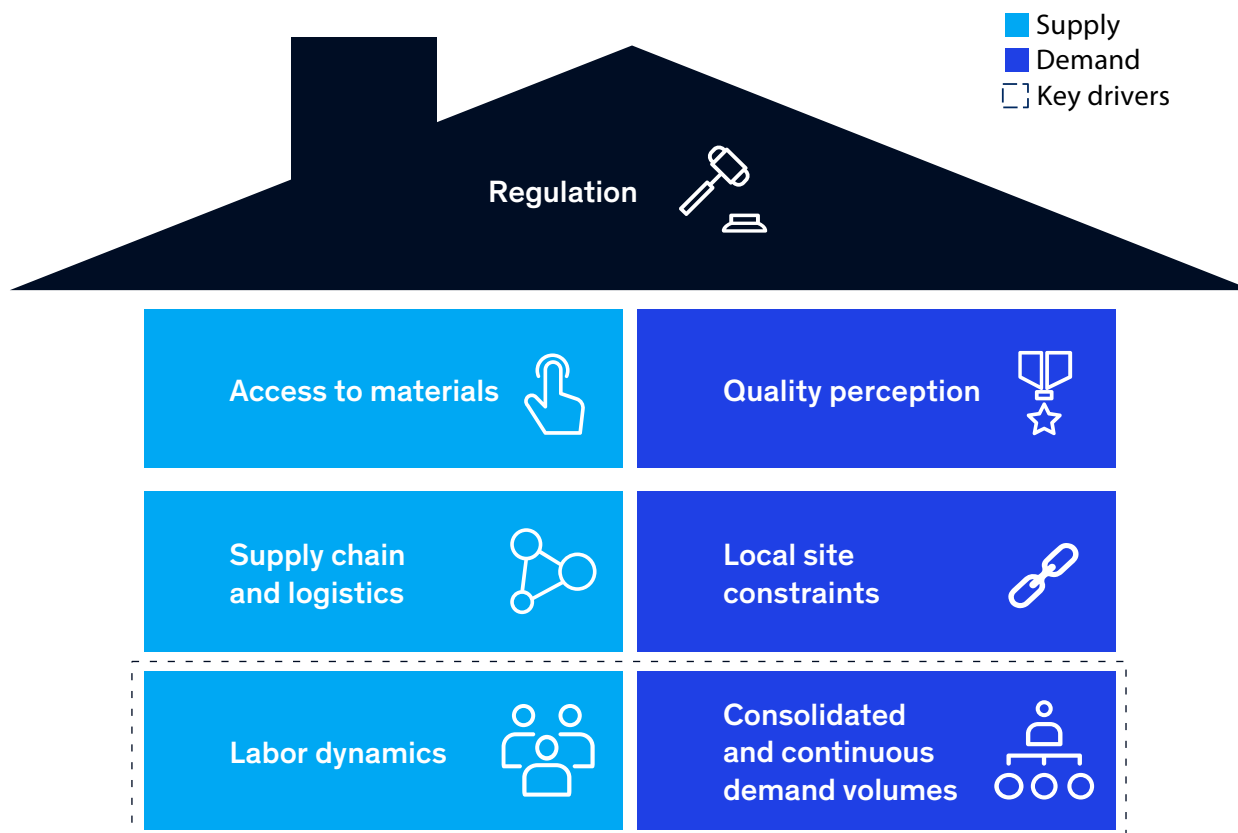 Supply
Demand
Key drivers
Regulation
Access to materials
Quality perception
Supply chain
and logistics
Local site
constraints
Labor dynamics
Consolidated
and continuous
demand volumes